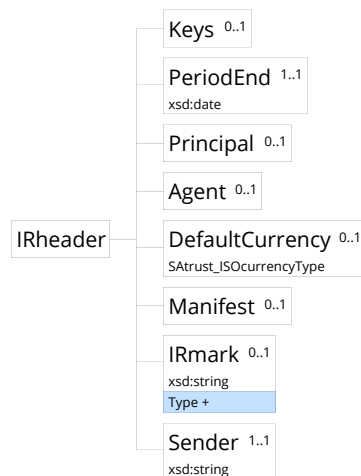 Keys 0..1
PeriodEnd 1..1
xsd:date
Principal 0..1
Agent 0..1
IRheader
DefaultCurrency 0..1
SAtrust_ISOcurrencyType
Manifest 0..1
IRmark 0..1
xsd:string
Type +
Sender 1..1
xsd:string